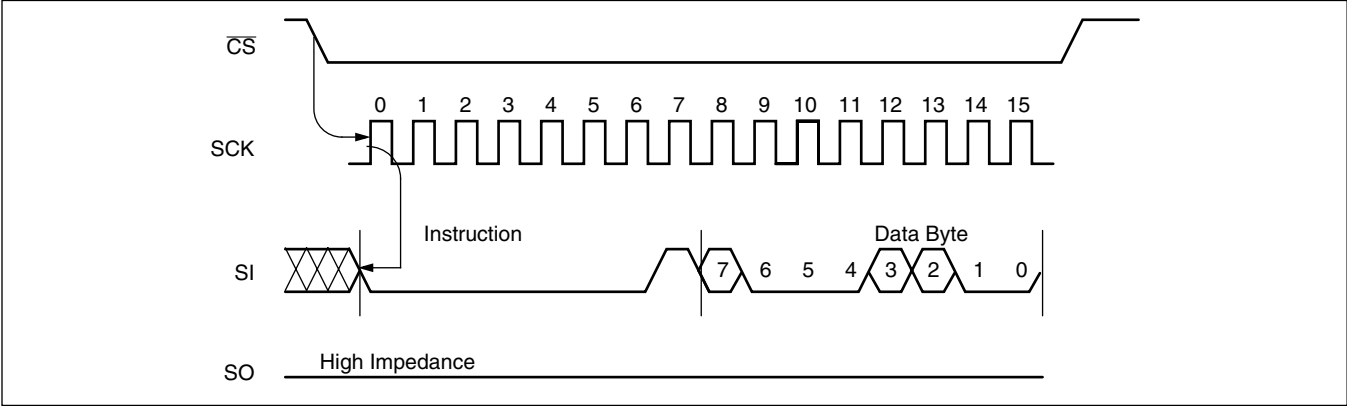 CS
0 1 2 3 4 5 6 7 8 9 10 11 12 13 14 15
SCK
Instruction
Data Byte
SI
7 6 5 4 3 2 1 0
High Impedance
SO